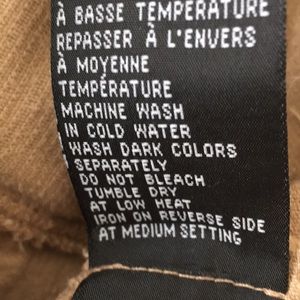 À BASSE TEMPÉRATURE
REPASSER À L'ENVERS
À MOYENNE
TEMPÉRATURE
MACHINE WASH
IN COLD WATER
WASH DARK COLORS
SEPARATELY
DO NOT BLEACH
TUMBLE DRY
AT LOW HEAT
IRON ON REVERSE SIDE
AT MEDIUM SETTING